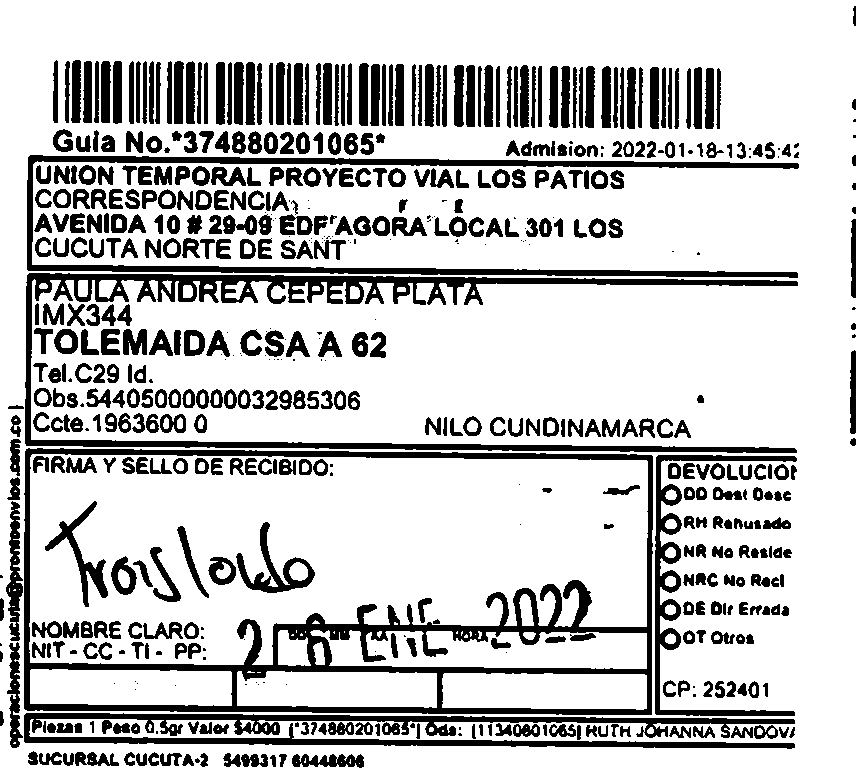 Guia No.*374880201065*
Admision: 2022-01-18-13:45:42
UNION TEMPORAL PROYECTO VIAL LOS PATIOS
CORRESPONDENCIA
AVENIDA 10 # 29-09 EDF AGORA LOCAL 301 LOS
CUCUTA NORTE DE SANT
PAULA ANDREA CEPEDA PLATA
IMX344
TOLEMAIDA CSA A 62
Tel.C29 Id.
Obs.544050000000032985306
Ccte.1963600 0
NILO CUNDINAMARCA
FIRMA Y SELLO DE RECIBIDO:
Traslado
NOMBRE CLARO:
NIT - CC - TI - PP:
DD MM AA HORA
2 6 ENE 2022
DEVOLUCION
DD Dest Desc
RH Rehusado
NR No Reside
NRC No Recl
DE Dir Errada
OT Otros
CP: 252401
Piezas 1 Peso 0.5gr Valor $4000 [*374880201065*] Ods: [11340601065] RUTH JOHANNA SANDOVA
SUCURSAL CUCUTA-2 5499317 60448606
operacionescucuta@prontoenvios.com.co |